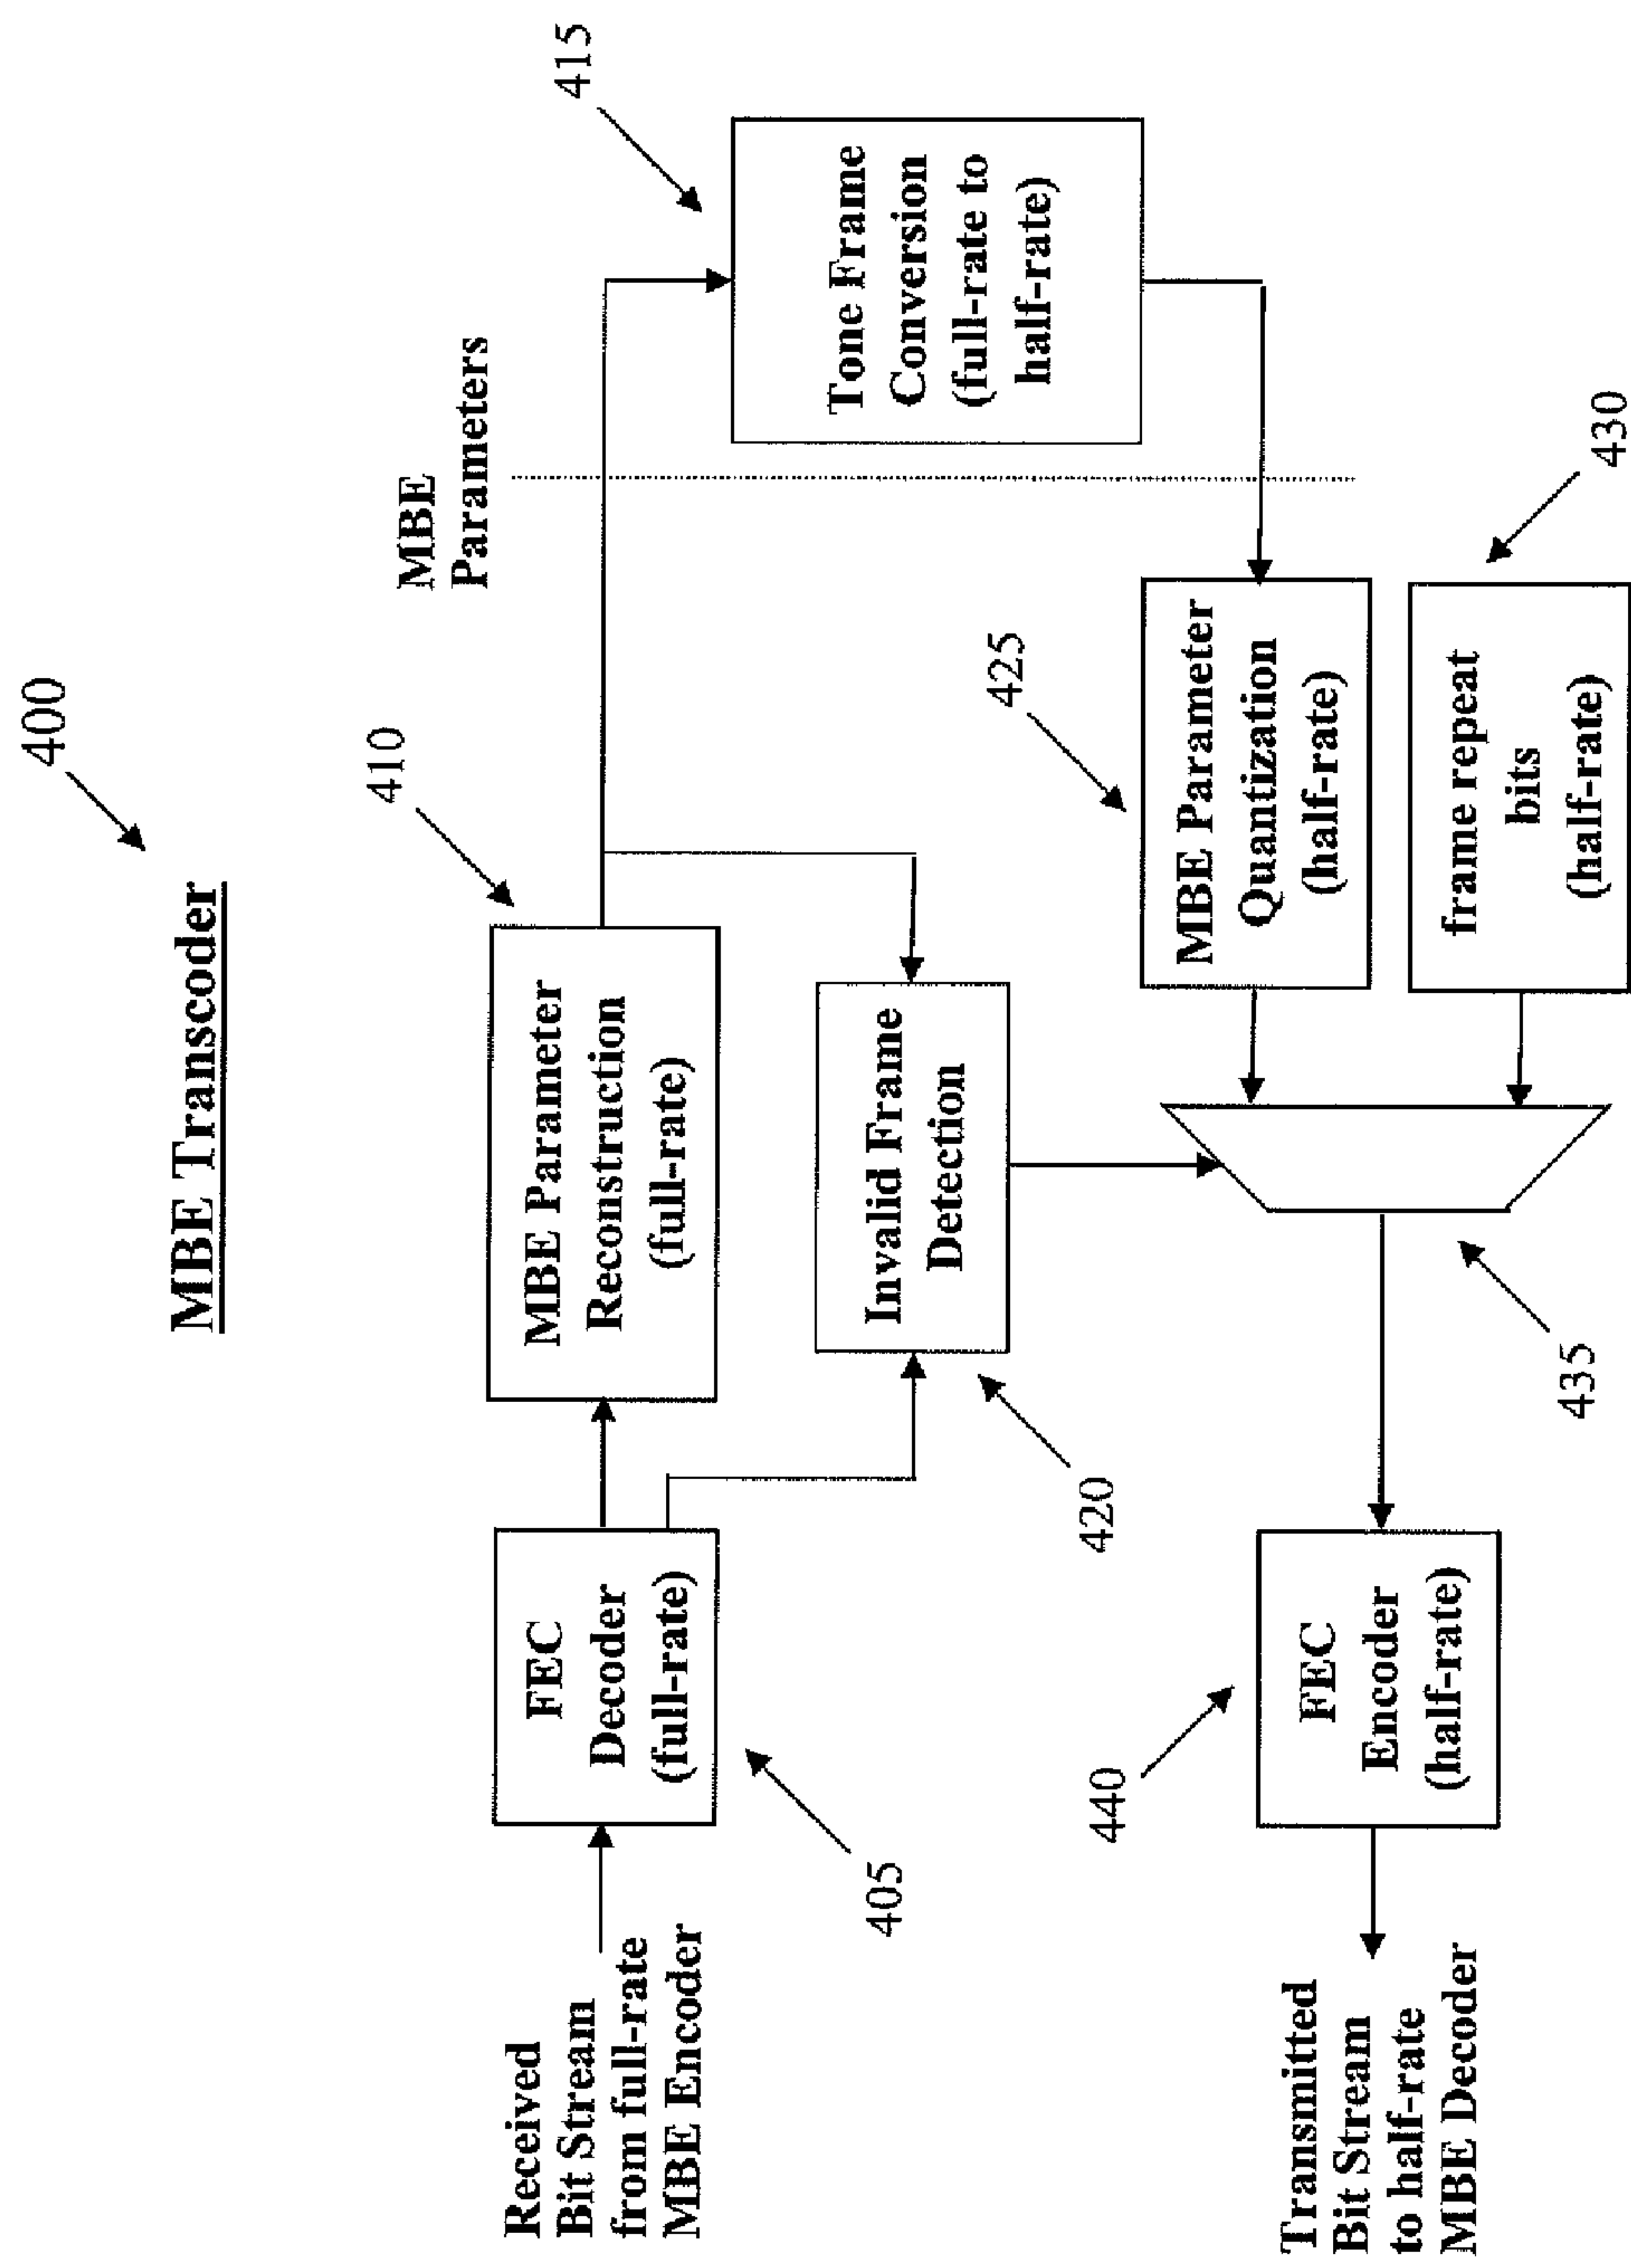 400
MBE Transcoder
Received
Bit Stream
from full-rate
MBE Encoder
FEC
Decoder
(full-rate)
405
MBE Parameter
Reconstruction
(full-rate)
410
MBE
Parameters
415
Tone Frame
Conversion
(full-rate to
half-rate)
Invalid Frame
Detection
420
425
MBE Parameter
Quantization
(half-rate)
frame repeat
bits
(half-rate)
430
435
440
FEC
Encoder
(half-rate)
Transmitted
Bit Stream
to half-rate
MBE Decoder